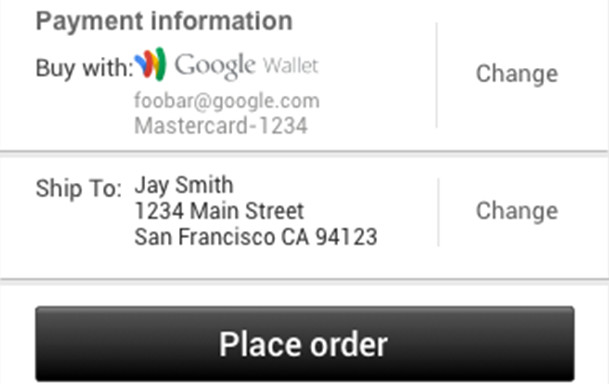 Payment information
Buy with: Google Wallet
foobar@google.com
Mastercard-1234
Change
Ship To: Jay Smith
1234 Main Street
San Francisco CA 94123
Change
Place order